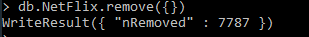 > db.NetFlix.remove({})
WriteResult({ "nRemoved" : 7787 })